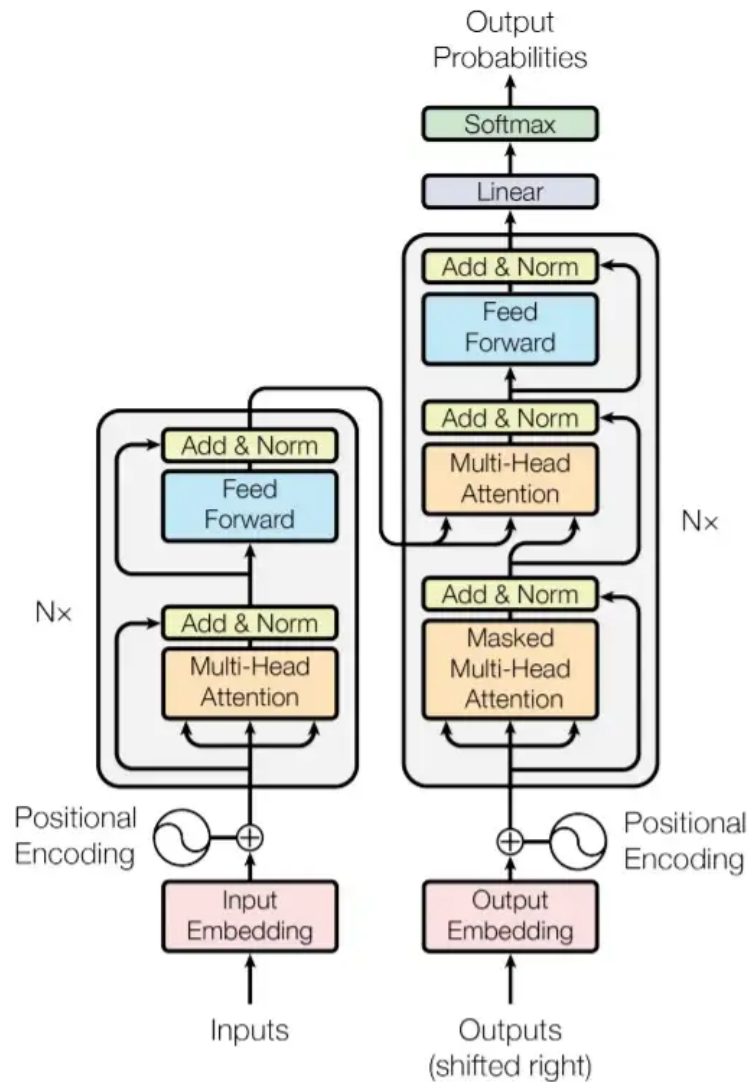 Output
Probabilities
Softmax
Linear
Add & Norm
Feed
Forward
Add & Norm
Multi-Head
Attention
Nx
Add & Norm
Masked
Multi-Head
Attention
Add & Norm
Feed
Forward
Nx
Add & Norm
Multi-Head
Attention
Positional
Encoding
Positional
Encoding
Input
Embedding
Output
Embedding
Inputs
Outputs
(shifted right)